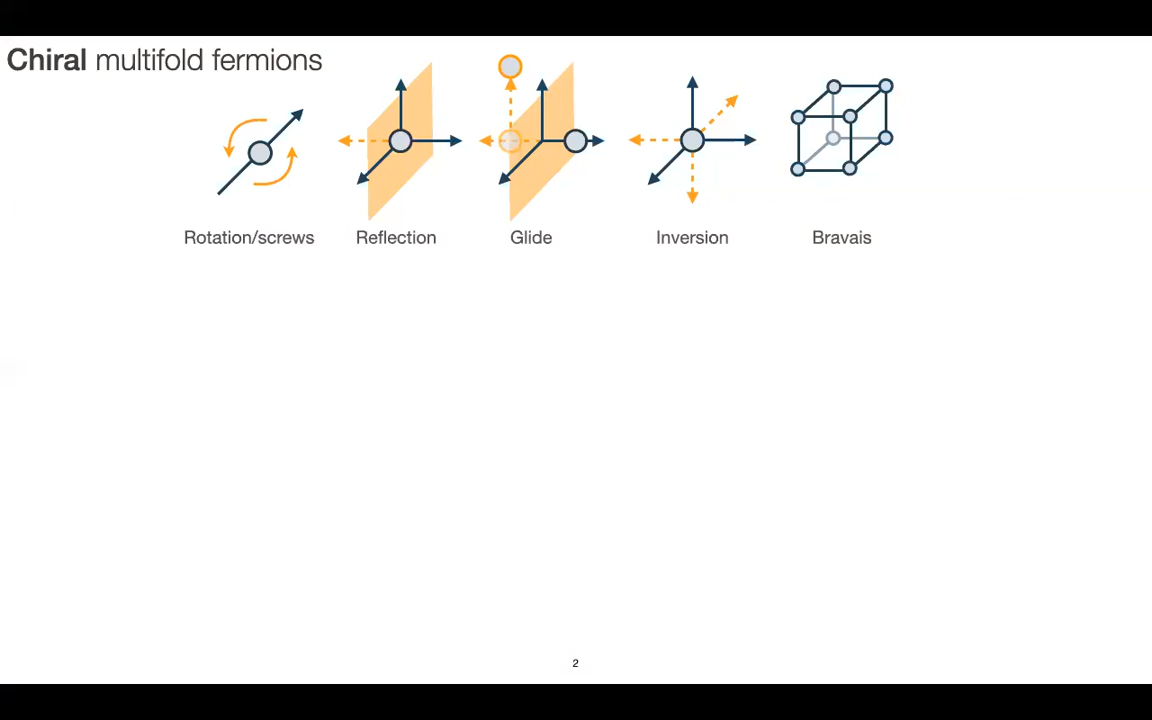 Chiral multifold fermions
Rotation/screws
Reflection
Glide
Inversion
Bravais
2